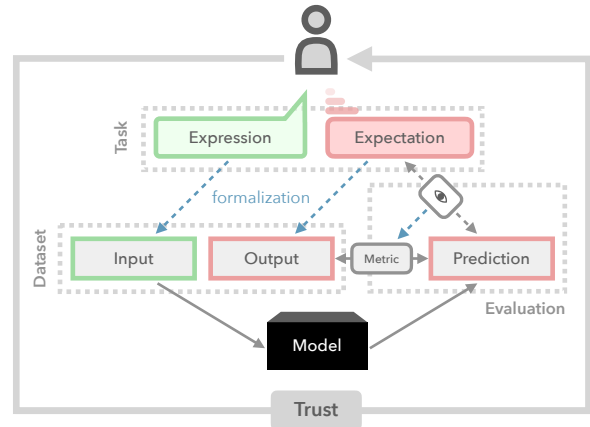 Task
Expression
Expectation
formalization
Dataset
Input
Output
Metric
Prediction
Evaluation
Model
Trust